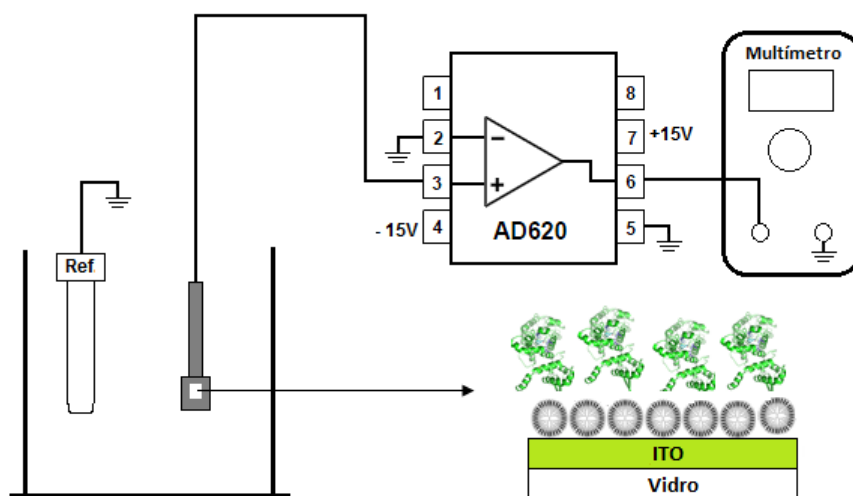 Multímetro
1
8
2
−
7
+15V
3
+
6
- 15V
4
AD620
5
Ref.
ITO
Vidro